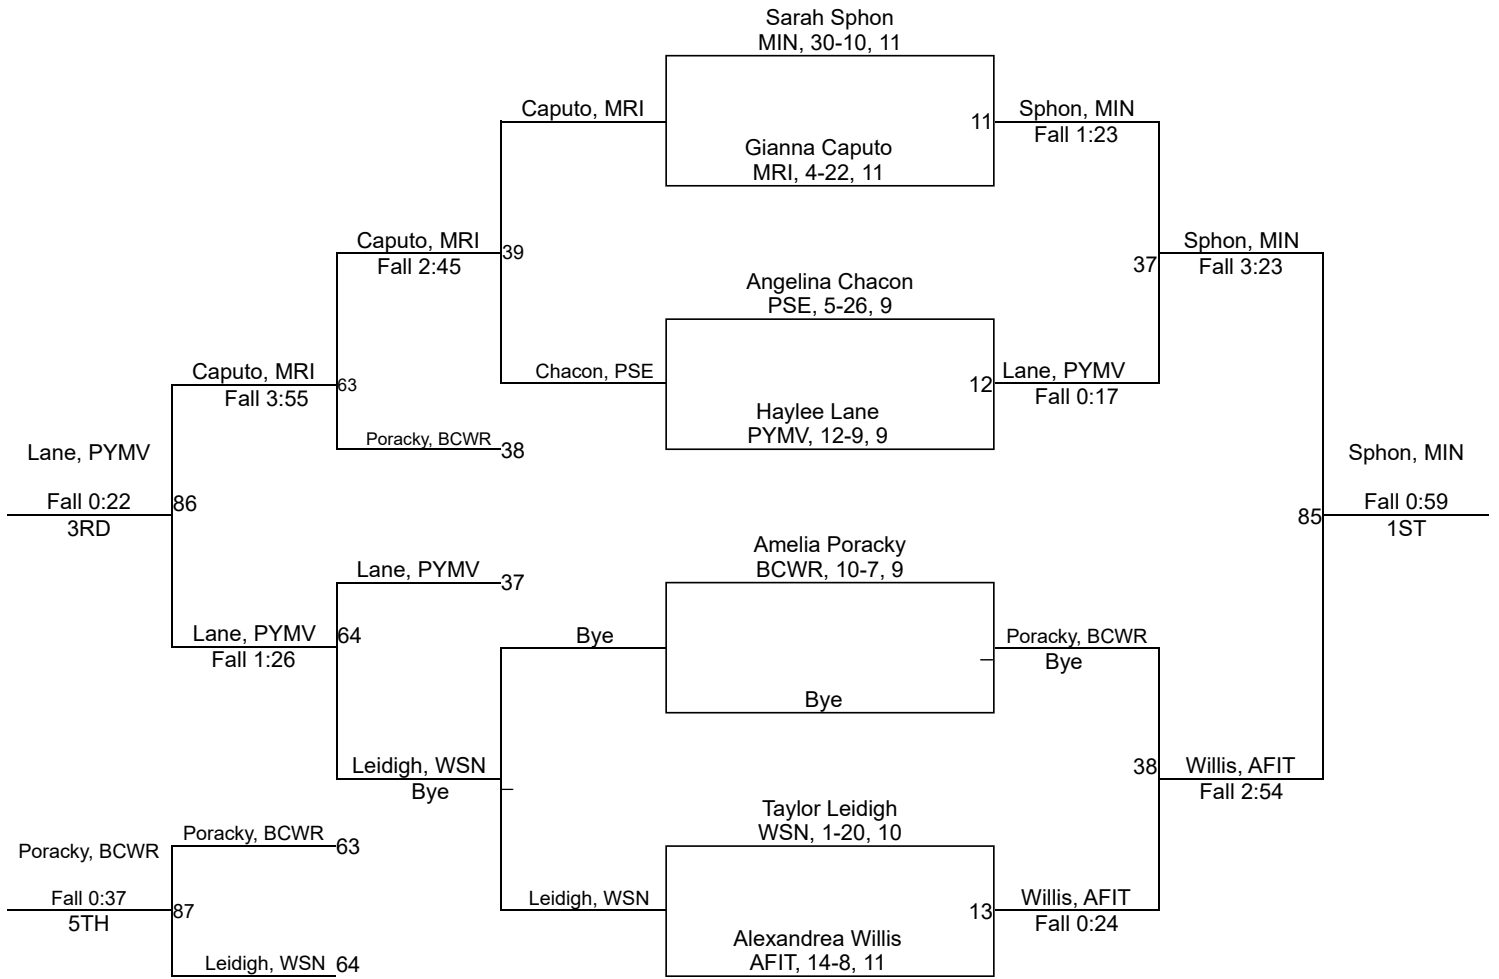 Sarah Sphon
MIN, 30-10, 11
Caputo, MRI
11
Sphon, MIN
Fall 1:23
Gianna Caputo
MRI, 4-22, 11
Caputo, MRI
Fall 2:45
39
37
Sphon, MIN
Fall 3:23
Angelina Chacon
PSE, 5-26, 9
Caputo, MRI
Fall 3:55
63
Chacon, PSE
12
Lane, PYMV
Fall 0:17
Haylee Lane
PYMV, 12-9, 9
Poracky, BCWR
38
Lane, PYMV
Fall 0:22
3RD
86
Sphon, MIN
85
Fall 0:59
1ST
Amelia Poracky
BCWR, 10-7, 9
Lane, PYMV
37
Lane, PYMV
Fall 1:26
64
Bye
Poracky, BCWR
Bye
Bye
Leidigh, WSN
Bye
38
Willis, AFIT
Fall 2:54
Taylor Leidigh
WSN, 1-20, 10
Poracky, BCWR
63
Poracky, BCWR
Fall 0:37
5TH
87
Leidigh, WSN
13
Willis, AFIT
Fall 0:24
Alexandrea Willis
AFIT, 14-8, 11
Leidigh, WSN
64